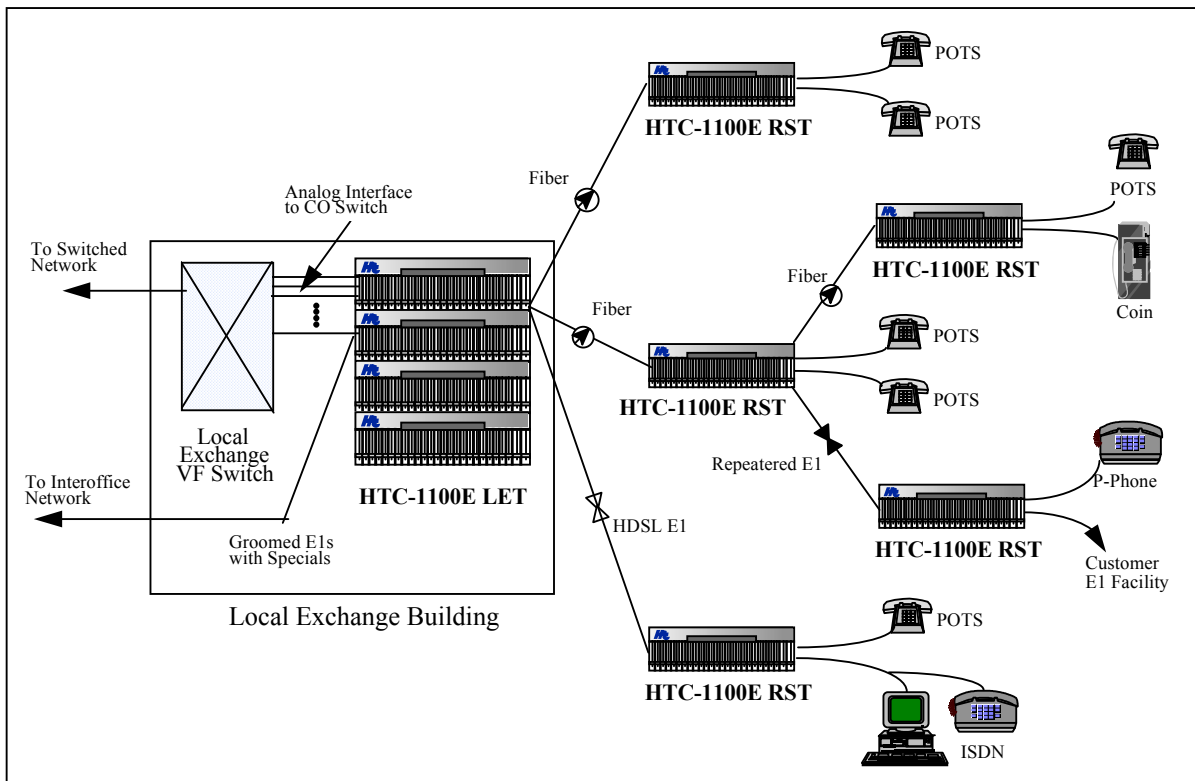 POTS
POTS
HTC-1100E RST
Fiber
Analog Interface
to CO Switch
POTS
To Switched
Network
HTC-1100E RST
Fiber
Fiber
Coin
POTS
HTC-1100E RST
POTS
Local
Exchange
VF Switch
HTC-1100E LET
Repeatered E1
P-Phone
To Interoffice
Network
HDSL E1
HTC-1100E RST
Groomed E1s
with Specials
Customer
E1 Facility
Local Exchange Building
POTS
HTC-1100E RST
ISDN